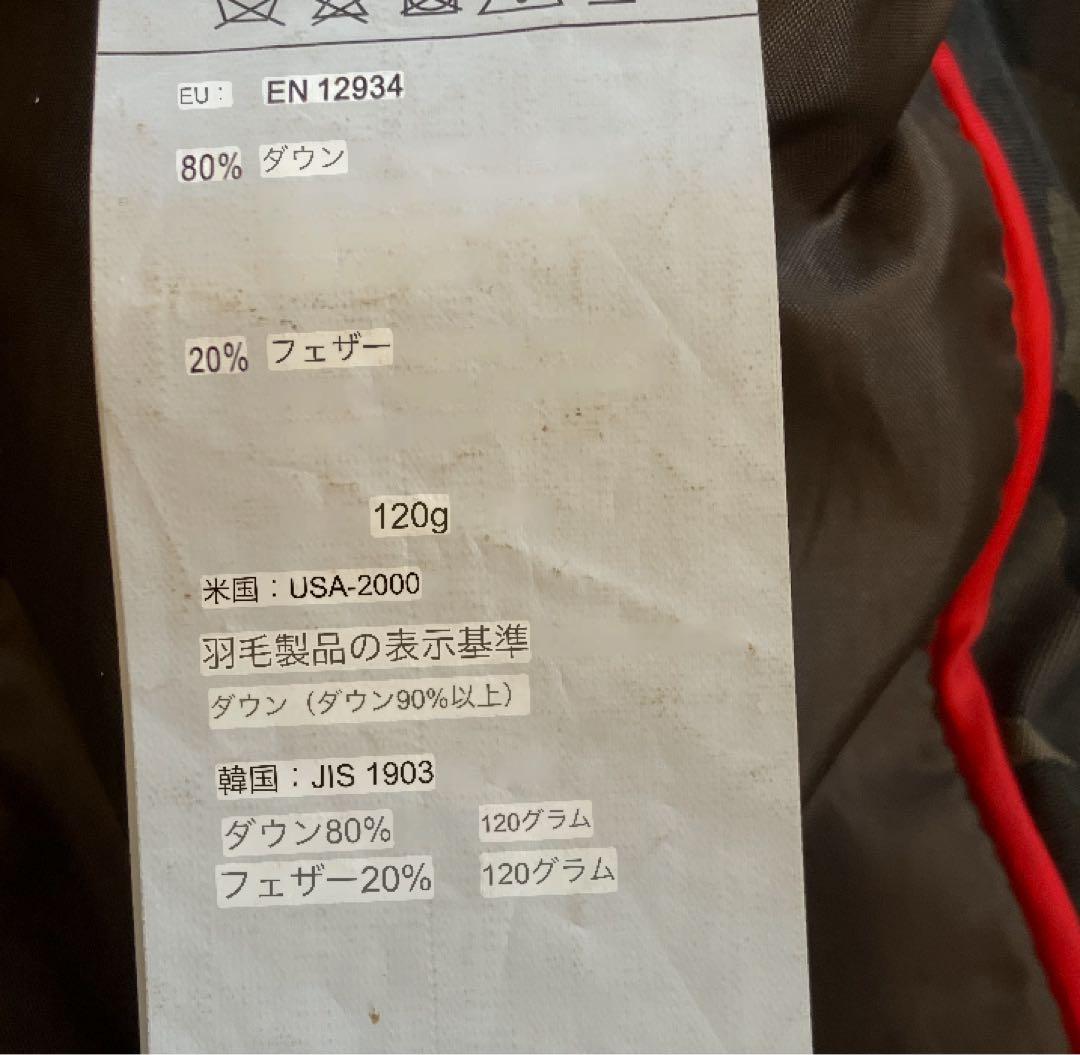 EU： EN 12934
80% ダウン
20% フェザー
120g
米国：USA-2000
羽毛製品の表示基準
ダウン（ダウン90%以上）
韓国：JIS 1903
ダウン80% 120グラム
フェザー20% 120グラム